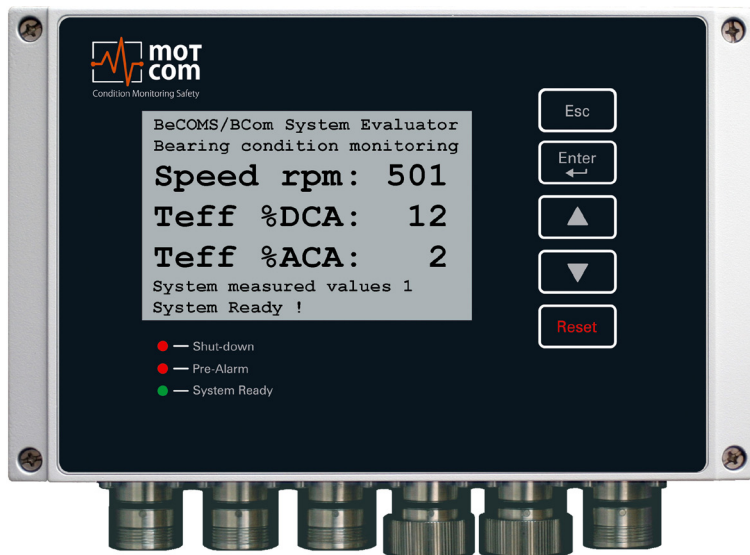 MOT
COM
Condition Monitoring Safety
BeCOMS/BCom System Evaluator
Bearing condition monitoring
Speed rpm: 501
Teff %DCA: 12
Teff %ACA: 2
System measured values 1
System Ready !
Shut-down
Pre-Alarm
System Ready
Esc
Enter
Reset